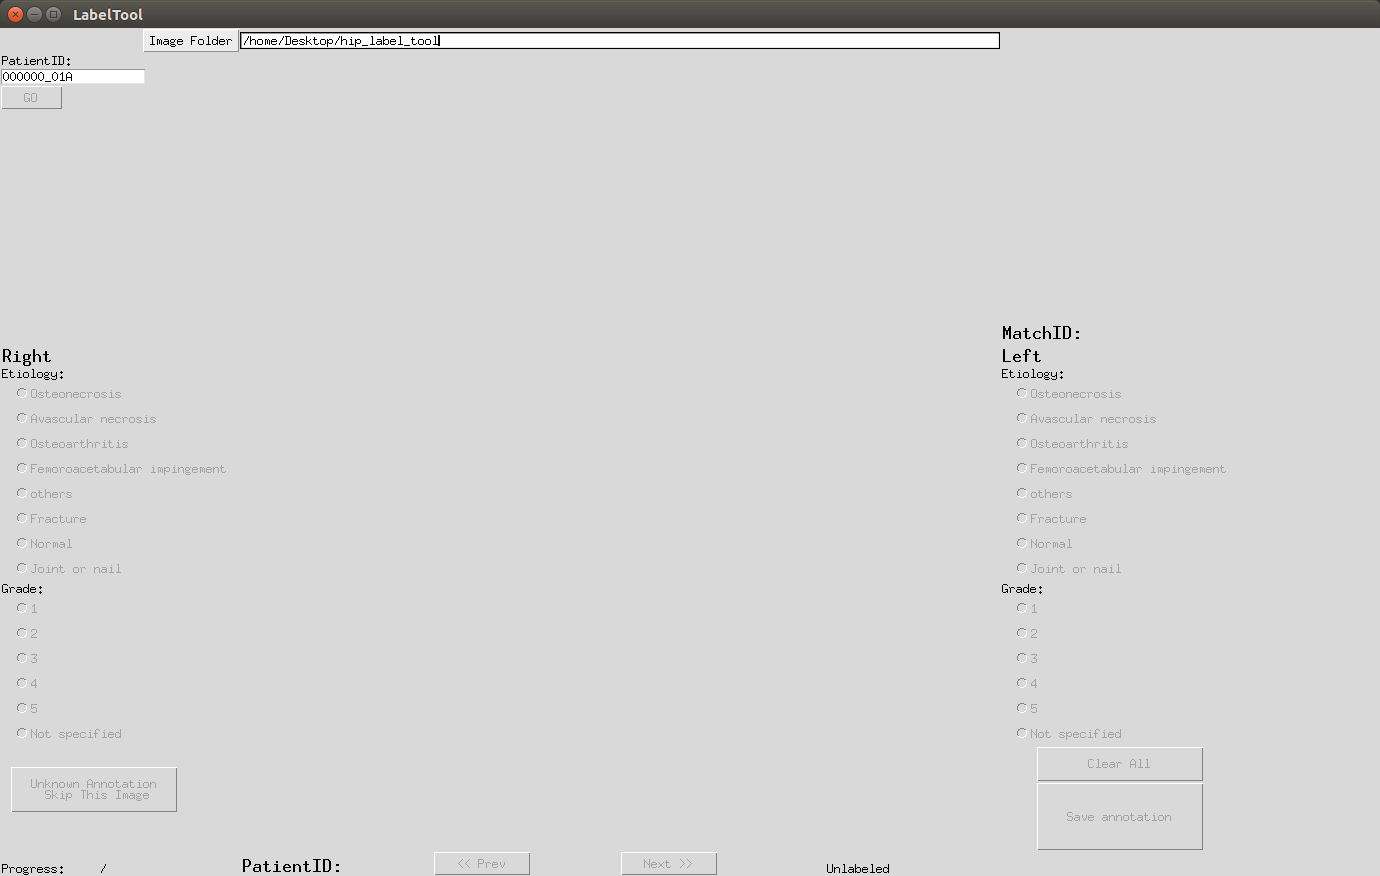 LabelTool
Image Folder /home/Desktop/hip_label_tool
PatientID:
000000_01A
GO
MatchID:
Right
Left
Etiology:
Etiology:
Osteonecrosis
Osteonecrosis
Avascular necrosis
Avascular necrosis
Osteoarthritis
Osteoarthritis
Femoroacetabular impingement
Femoroacetabular impingement
others
others
Fracture
Fracture
Normal
Normal
Joint or nail
Joint or nail
Grade:
Grade:
1
1
2
2
3
3
4
4
5
5
Not specified
Not specified
Clear All
Unknown Annotation
Skip This Image
Save annotation
Progress: /
PatientID:
<< Prev
Next >>
Unlabeled